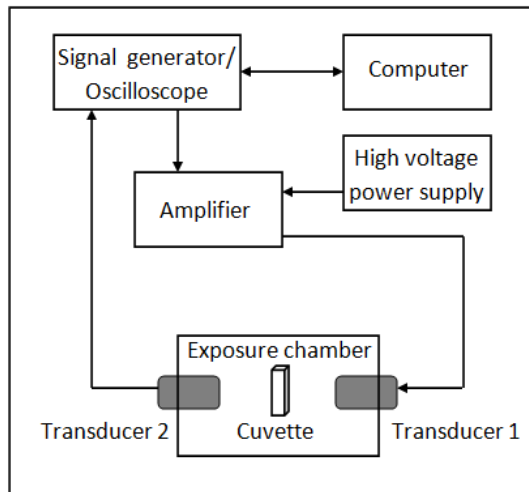 Signal generator/
Oscilloscope
Computer
High voltage
power supply
Amplifier
Exposure chamber
Transducer 2
Cuvette
Transducer 1